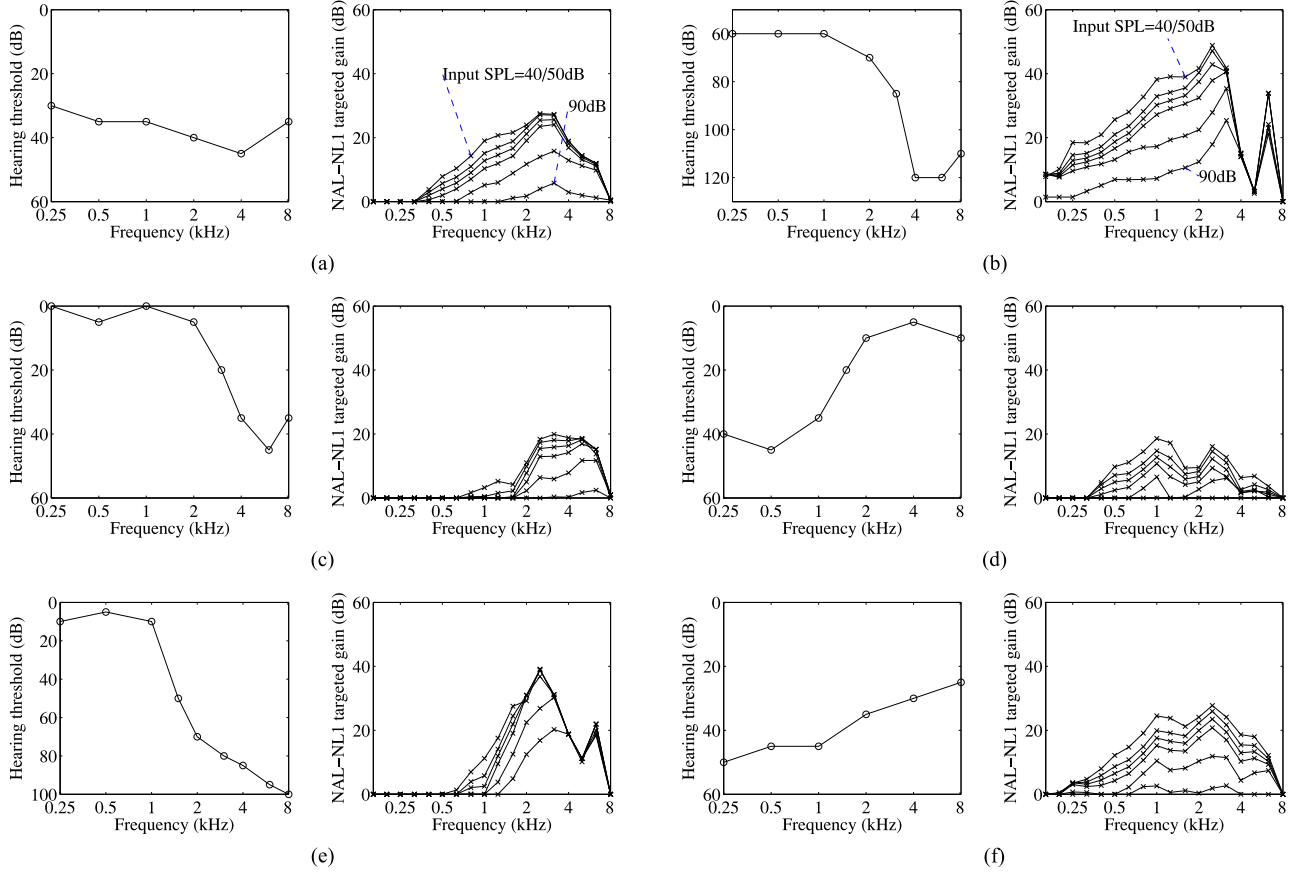 0
20
40
60
0.25 0.5 1 2 4 8
Hearing threshold (dB)
Frequency (kHz)
60
40
20
0
0.25 0.5 1 2 4 8
NAL−NL1 targeted gain (dB)
Frequency (kHz)
Input SPL=40/50dB
90dB
(a)
60
80
100
120
0.25 0.5 1 2 4 8
Hearing threshold (dB)
Frequency (kHz)
60
40
20
0
0.25 0.5 1 2 4 8
NAL−NL1 targeted gain (dB)
Frequency (kHz)
Input SPL=40/50dB
90dB
(b)
0
20
40
60
0.25 0.5 1 2 4 8
Hearing threshold (dB)
Frequency (kHz)
60
40
20
0
0.25 0.5 1 2 4 8
NAL−NL1 targeted gain (dB)
Frequency (kHz)
(c)
0
20
40
60
0.25 0.5 1 2 4 8
Hearing threshold (dB)
Frequency (kHz)
60
40
20
0
0.25 0.5 1 2 4 8
NAL−NL1 targeted gain (dB)
Frequency (kHz)
(d)
0
20
40
60
80
100
0.25 0.5 1 2 4 8
Hearing threshold (dB)
Frequency (kHz)
60
40
20
0
0.25 0.5 1 2 4 8
NAL−NL1 targeted gain (dB)
Frequency (kHz)
(e)
0
20
40
60
0.25 0.5 1 2 4 8
Hearing threshold (dB)
Frequency (kHz)
60
40
20
0
0.25 0.5 1 2 4 8
NAL−NL1 targeted gain (dB)
Frequency (kHz)
(f)